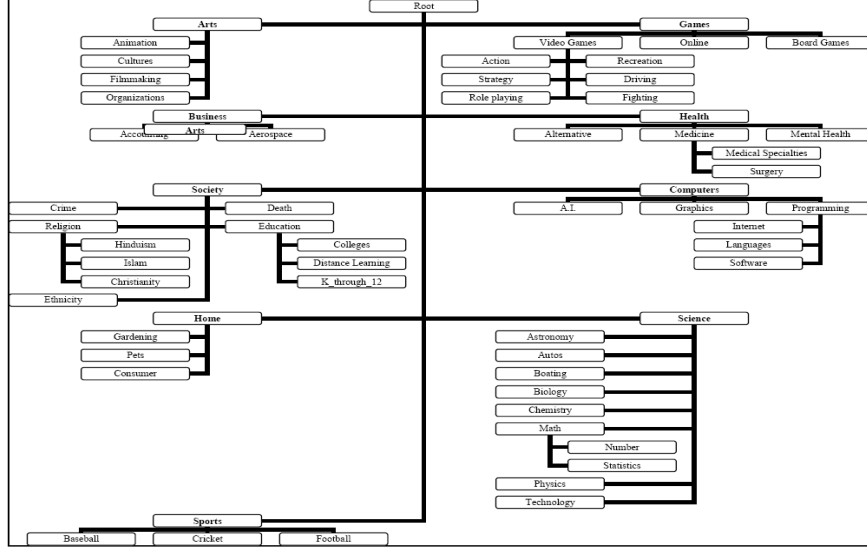 Root
Arts
Animation
Cultures
Filmmaking
Organizations
Games
Video Games
Online
Board Games
Action
Recreation
Strategy
Driving
Role playing
Fighting
Business
Accounting
Arts
Aerospace
Health
Alternative
Medicine
Mental Health
Medical Specialties
Surgery
Society
Crime
Death
Religion
Education
Hinduism
Islam
Christianity
Colleges
Distance Learning
K_through_12
Ethnicity
Computers
A.I.
Graphics
Programming
Internet
Languages
Software
Home
Gardening
Pets
Consumer
Science
Astronomy
Autos
Boating
Biology
Chemistry
Math
Number
Statistics
Physics
Technology
Sports
Baseball
Cricket
Football